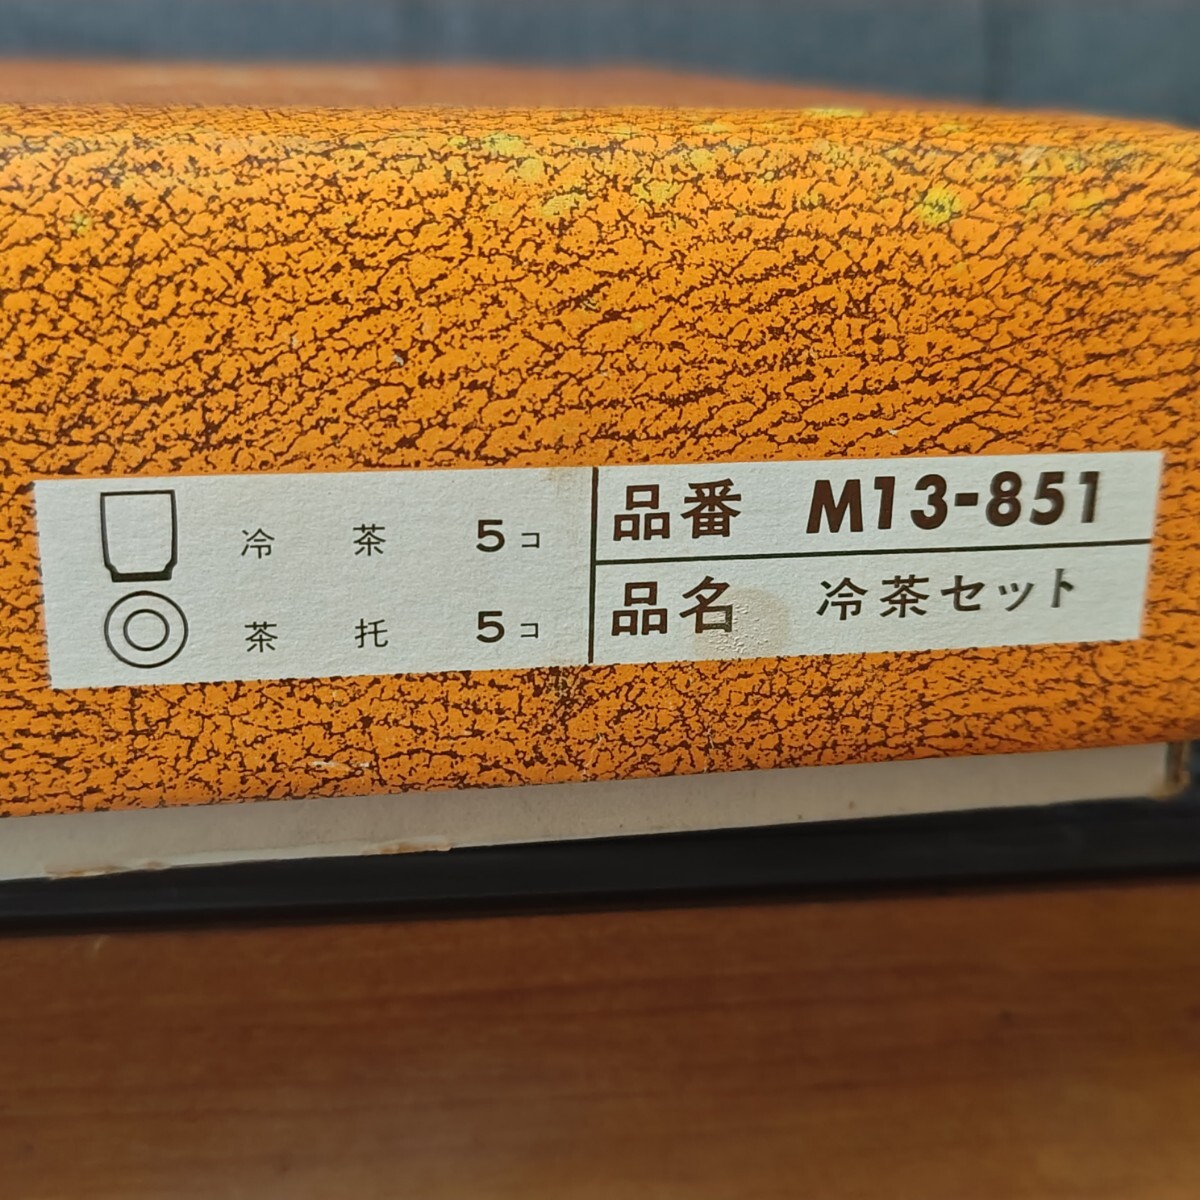 冷茶 5コ
茶托 5コ
品番 M13-851
品名 冷茶セット